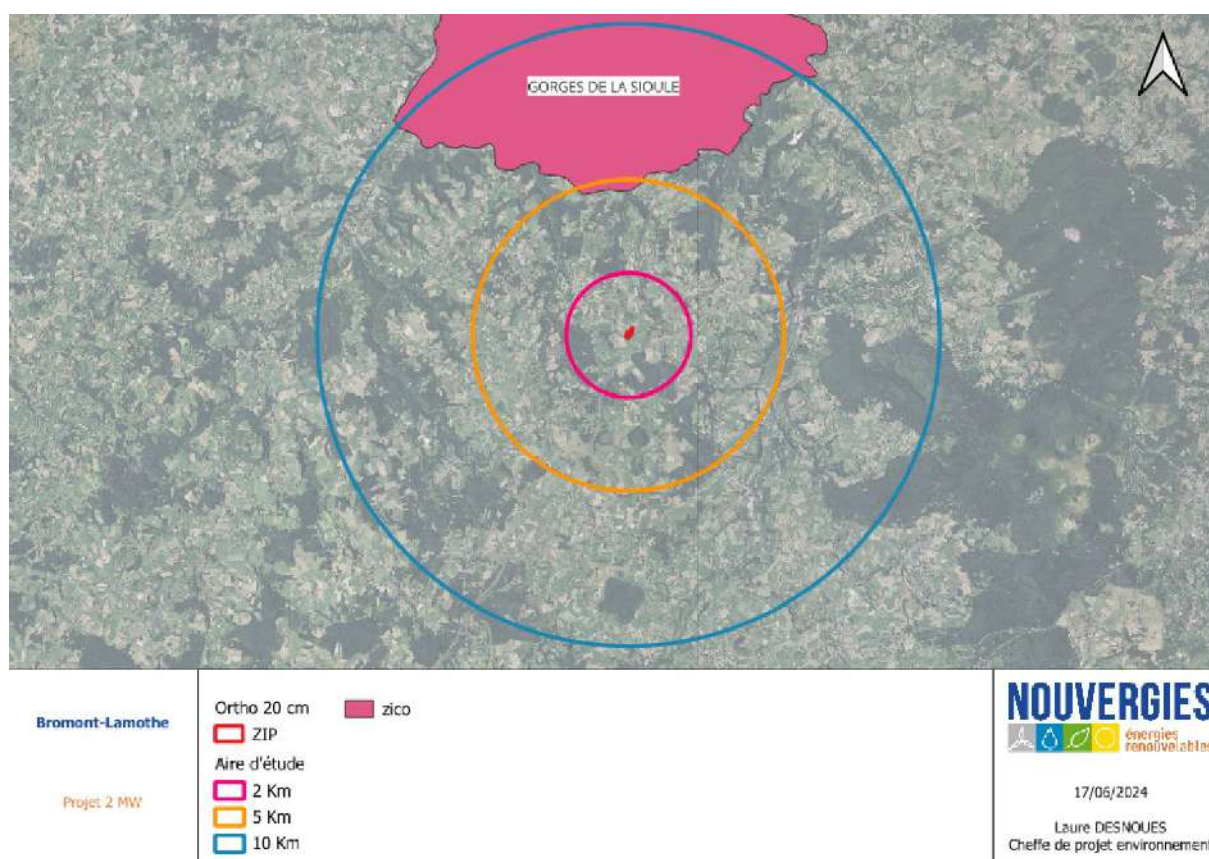 GORGES DE LA SIOULE
Bromont-Lamothe
Projet 2 MW
Ortho 20 cm
ZIP
Aire d'étude
2 Km
5 Km
10 Km
zico
NOUVERGIES
énergies
renouvelables
17/06/2024
Laure DESNOUES
Cheffe de projet environnement